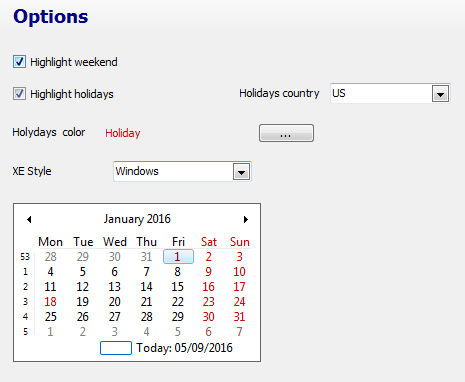 Options
Highlight weekend
Highlight holidays Holidays country US
Holydays color Holiday ...
XE Style Windows
January 2016
Mon Tue Wed Thu Fri Sat Sun
53 28 29 30 31 1 2 3
1 4 5 6 7 8 9 10
2 11 12 13 14 15 16 17
3 18 19 20 21 22 23 24
4 25 26 27 28 29 30 31
5 1 2 3 4 5 6 7
Today: 05/09/2016